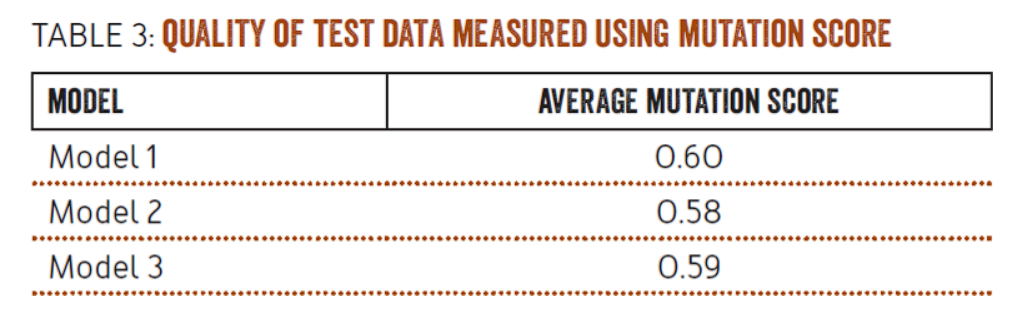 TABLE 3: QUALITY OF TEST DATA MEASURED USING MUTATION SCORE
MODEL AVERAGE MUTATION SCORE
Model 1 0.60
Model 2 0.58
Model 3 0.59